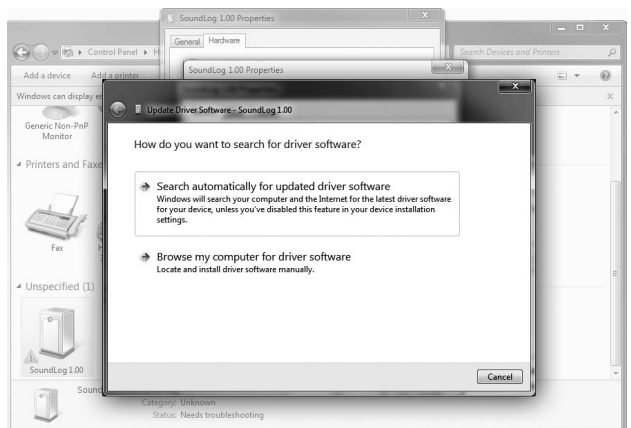 SoundLog 1.00 Properties
General Hardware
Control Panel
Search Devices and Printers
Add a device Add a printer
SoundLog 1.00 Properties
Windows can display
Update Driver Software - SoundLog 1.00
Generic Non-PnP
Monitor
How do you want to search for driver software?
Printers and Faxe
Search automatically for updated driver software
Windows will search your computer and the Internet for the latest driver software
for your device, unless you've disabled this feature in your device installation
settings.
Fax
Browse my computer for driver software
Locate and install driver software manually.
Unspecified (1)
SoundLog 1.00
Cancel
Sound
Category: Unknown
Status: Needs troubleshooting